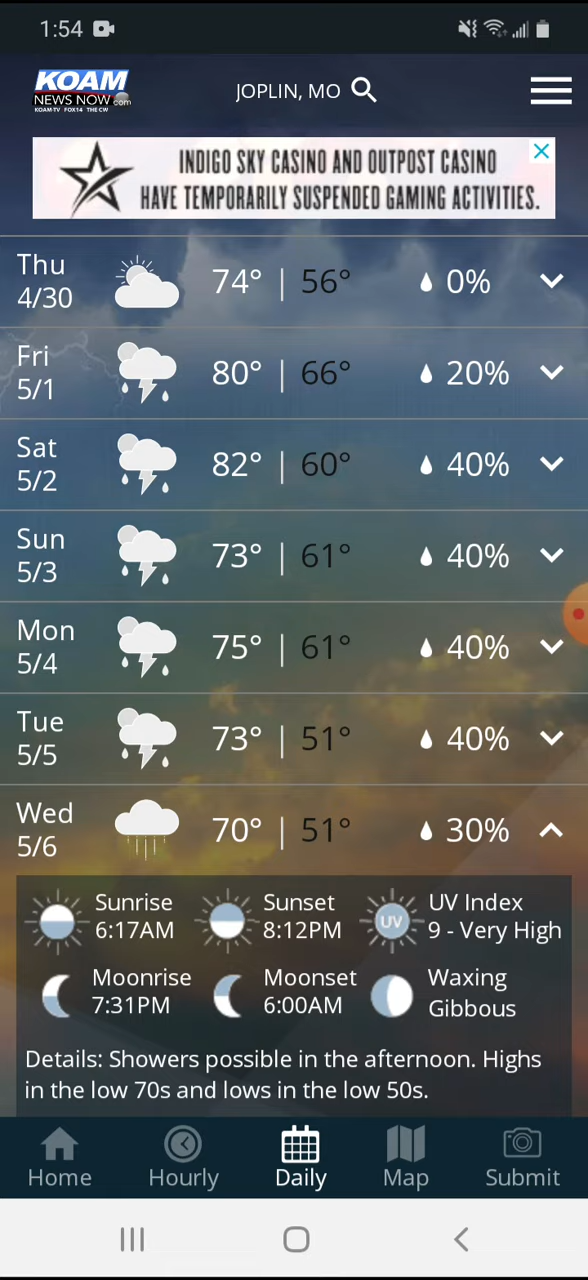 1:54
KOAM
NEWS NOW.com
KOAM-TV FOX14 THE CW
JOPLIN, MO
INDIGO SKY CASINO AND OUTPOST CASINO
HAVE TEMPORARILY SUSPENDED GAMING ACTIVITIES.
Thu
4/30
74° | 56°
0%
Fri
5/1
80° | 66°
20%
Sat
5/2
82° | 60°
40%
Sun
5/3
73° | 61°
40%
Mon
5/4
75° | 61°
40%
Tue
5/5
73° | 51°
40%
Wed
5/6
70° | 51°
30%
Sunrise
6:17AM
Sunset
8:12PM
UV
UV Index
9 - Very High
Moonrise
7:31PM
Moonset
6:00AM
Waxing
Gibbous
Details: Showers possible in the afternoon. Highs
in the low 70s and lows in the low 50s.
Home
Hourly
Daily
Map
Submit